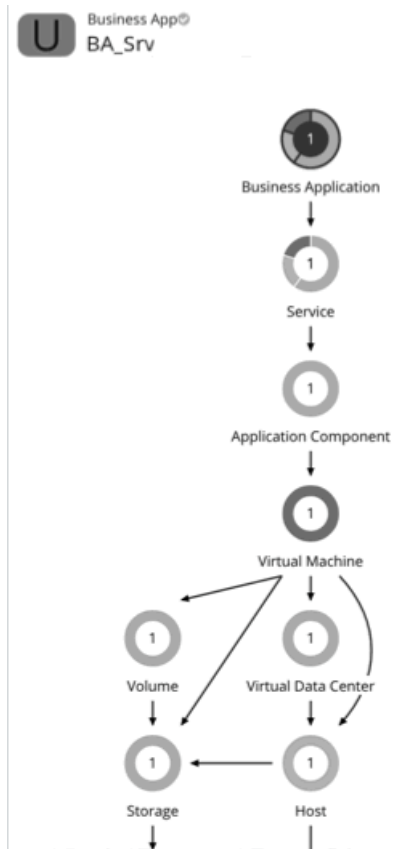 U
Business App
BA_Srv
1
Business Application
1
Service
1
Application Component
1
Virtual Machine
1
1
Volume
Virtual Data Center
1
1
Storage
Host